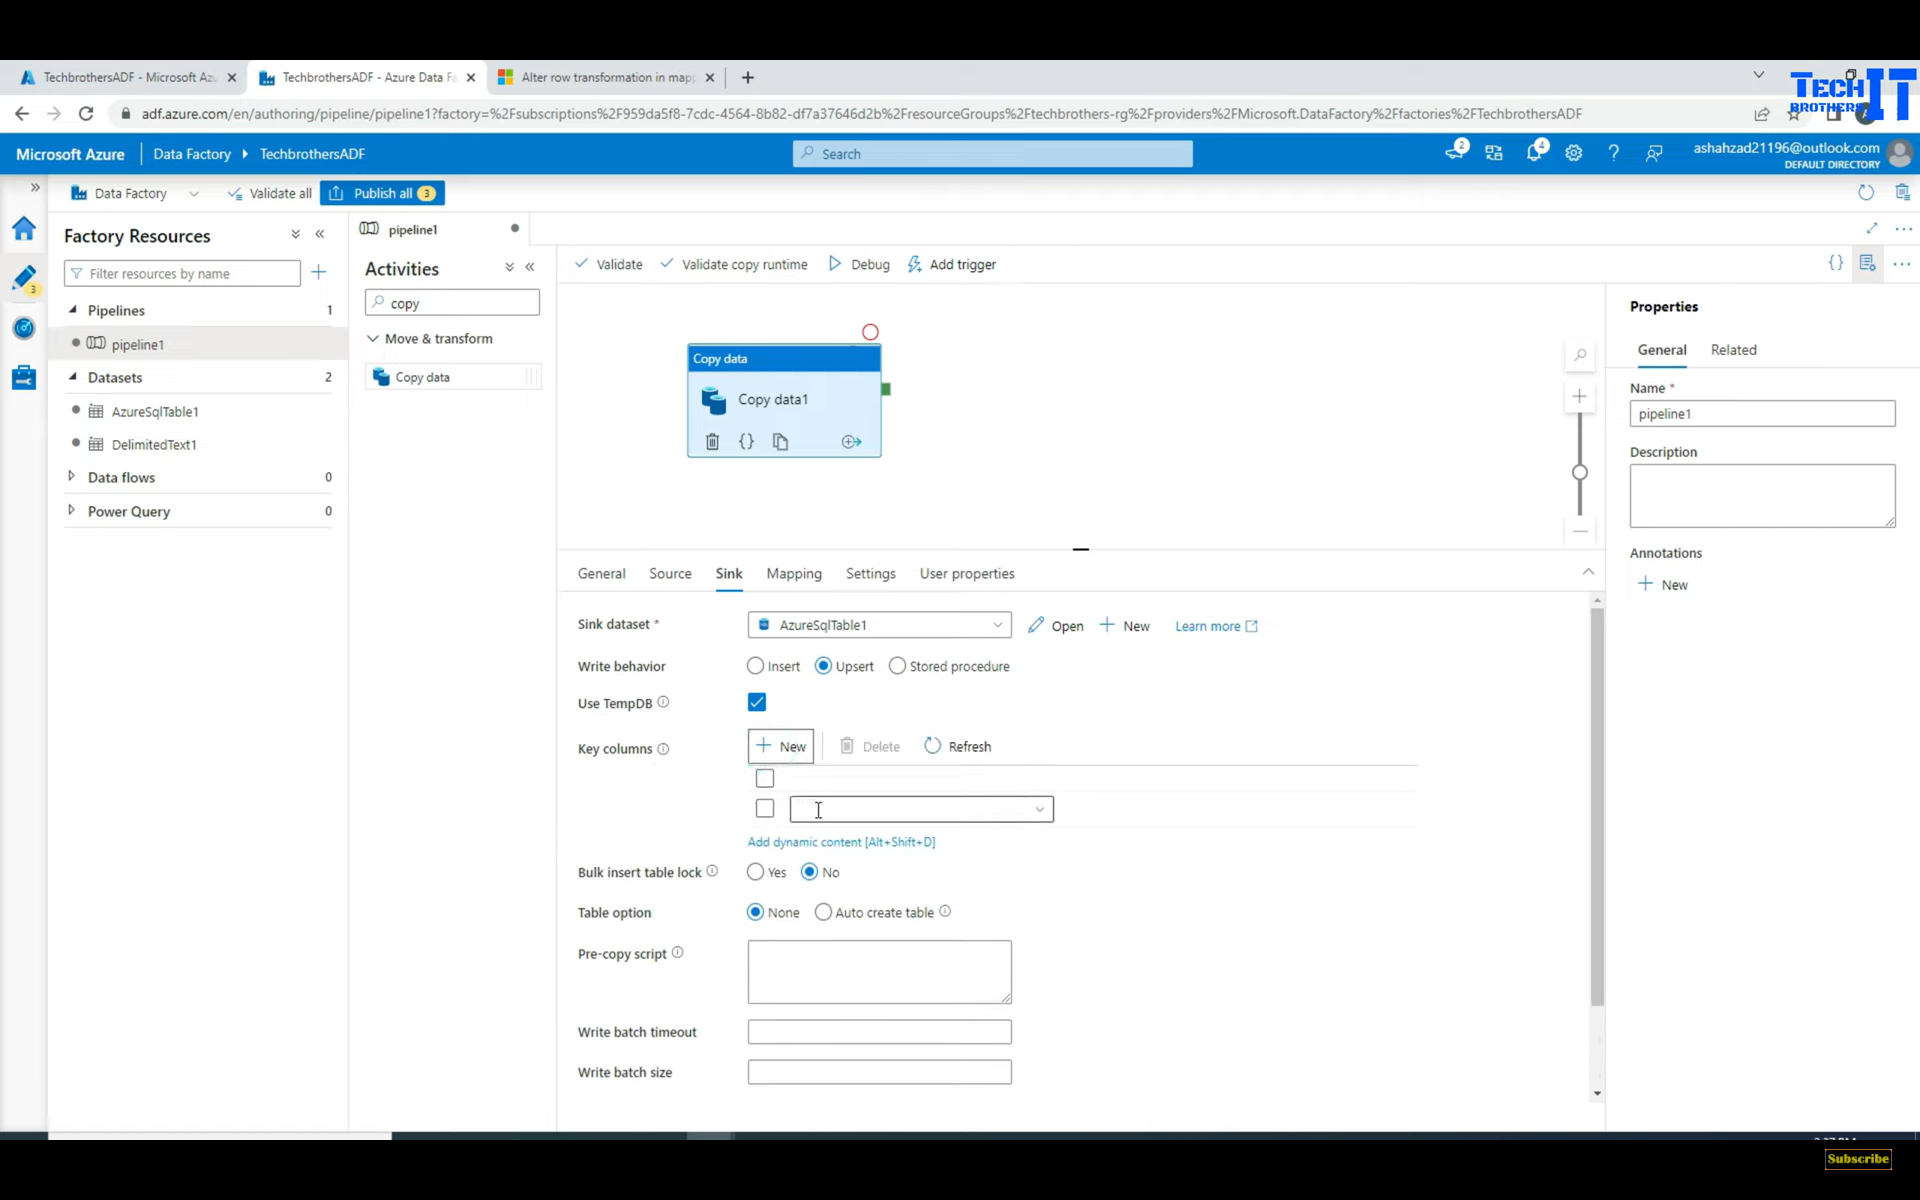 TechbrothersADF - Microsoft Azu
TechbrothersADF - Azure Data Fa
Alter row transformation in mapp
TECH IT
BROTHERS
adf.azure.com/en/authoring/pipeline/pipeline1?factory=%2Fsubscriptions%2F959da5f8-7cdc-4564-8b82-df7a37646d2b%2FresourceGroups%2Ftechbrothers-rg%2Fproviders%2FMicrosoft.DataFactory%2Ffactories%2FTechbrothersADF
Microsoft Azure
Data Factory
TechbrothersADF
Search
2
4
ashahzad21196@outlook.com
DEFAULT DIRECTORY
Data Factory
Validate all
Publish all 3
Factory Resources
Filter resources by name
3
Pipelines 1
pipeline1
Datasets 2
AzureSqlTable1
DelimitedText1
Data flows 0
Power Query 0
pipeline1
Activities
copy
Move & transform
Copy data
Validate
Validate copy runtime
Debug
Add trigger
Copy data
Copy data1
General
Source
Sink
Mapping
Settings
User properties
Sink dataset *
AzureSqlTable1
Open
New
Learn more
Write behavior
Insert
Upsert
Stored procedure
Use TempDB
Key columns
New
Delete
Refresh
Add dynamic content [Alt+Shift+D]
Bulk insert table lock
Yes
No
Table option
None
Auto create table
Pre-copy script
Write batch timeout
Write batch size
Properties
General
Related
Name *
pipeline1
Description
Annotations
New
Subscribe